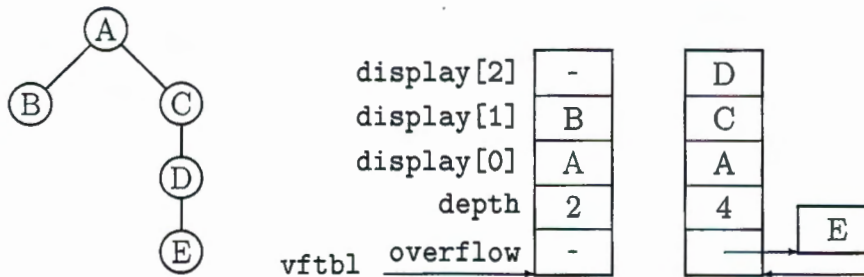 A
B C
D
E
display[2] - D
display[1] B C
display[0] A A
depth 2 4
E
vftbl overflow -